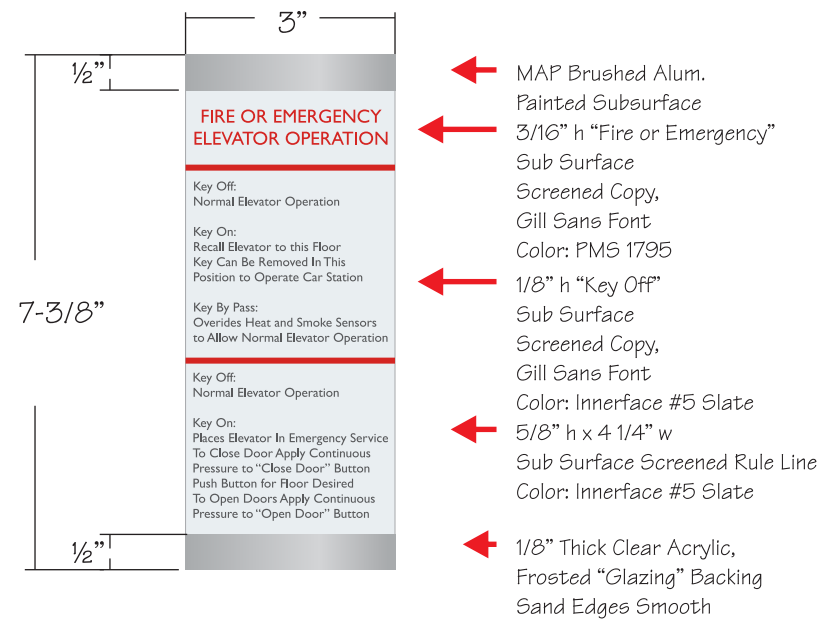 3”
½”
7-3/8”
½”
FIRE OR EMERGENCY
ELEVATOR OPERATION
Key Off:
Normal Elevator Operation
Key On:
Recall Elevator to this Floor
Key Can Be Removed In This
Position to Operate Car Station
Key By Pass:
Overides Heat and Smoke Sensors
to Allow Normal Elevator Operation
Key Off:
Normal Elevator Operation
Key On:
Places Elevator In Emergency Service
To Close Door Apply Continuous
Pressure to “Close Door” Button
Push Button for Floor Desired
To Open Doors Apply Continuous
Pressure to “Open Door” Button
MAP Brushed Alum.
Painted Subsurface
3/16” h “Fire or Emergency”
Sub Surface
Screened Copy,
Gill Sans Font
Color: PMS 1795
1/8” h “Key Off”
Sub Surface
Screened Copy,
Gill Sans Font
Color: Innerface #5 Slate
5/8” h x 4 1/4” w
Sub Surface Screened Rule Line
Color: Innerface #5 Slate
1/8” Thick Clear Acrylic,
Frosted “Glazing” Backing
Sand Edges Smooth